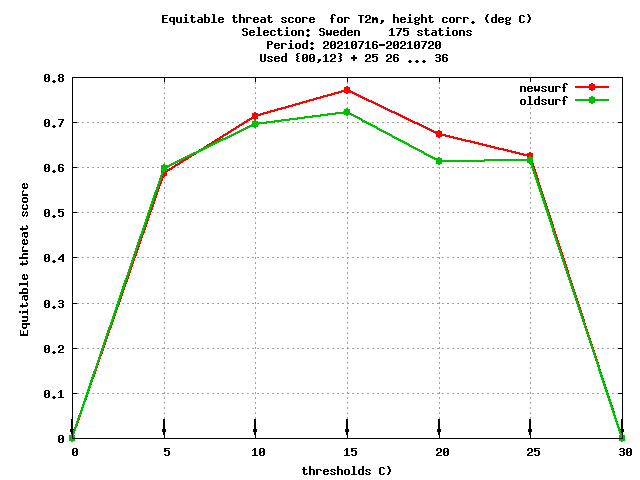 Equitable threat score  for T2m, height corr. (deg C)
Selection: Sweden    175 stations
Period: 20210716-20210720
Used {00,12} + 25 26 ... 36
0.8
newsurf
oldsurf
0.7
0.6
0.5
0.4
0.3
0.2
0.1
0
Equitable threat score
0 5 10 15 20 25 30
thresholds C)